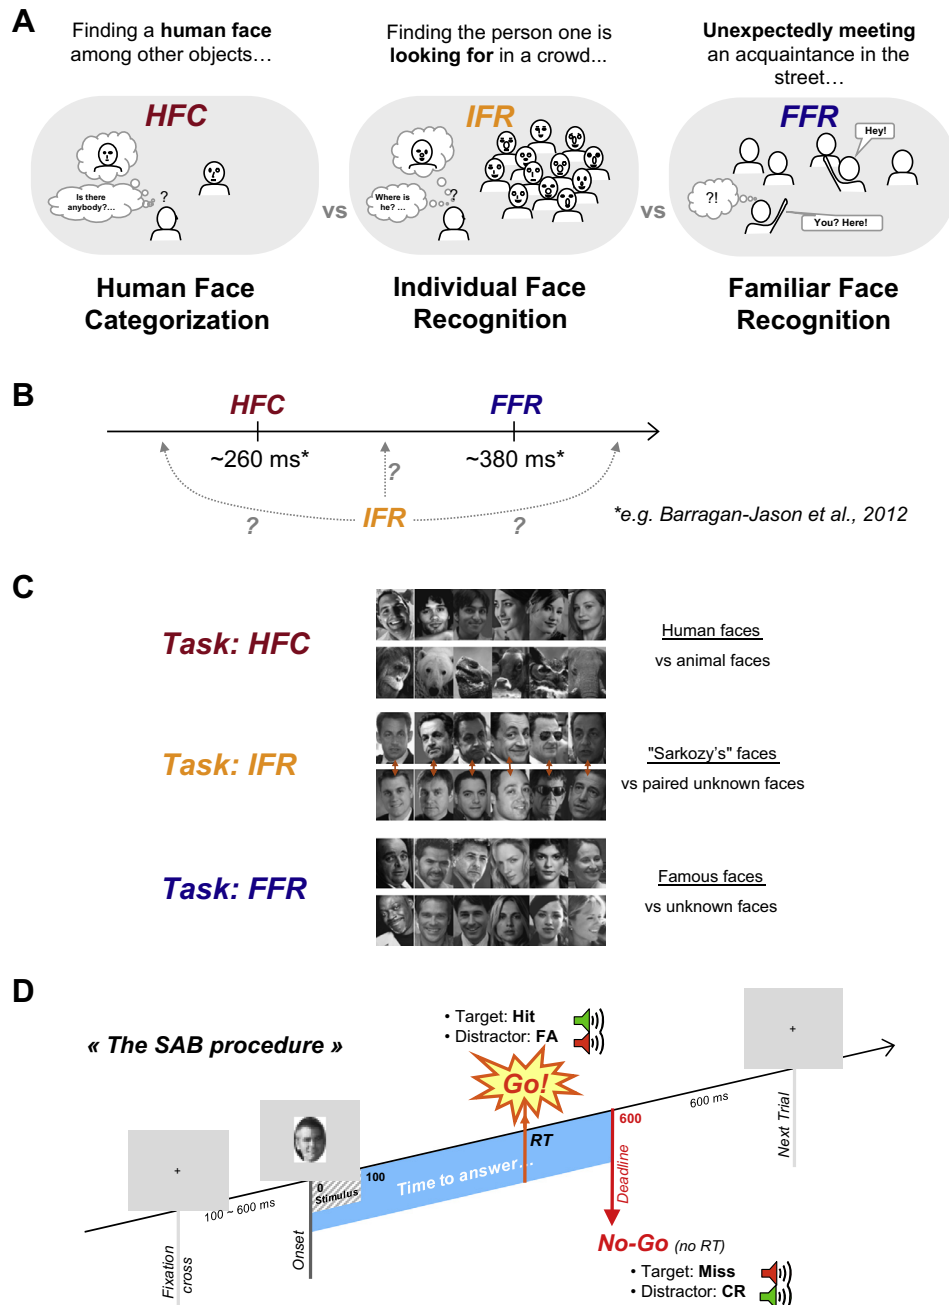 A
Finding a human face
among other objects…
Finding the person one is
looking for in a crowd...
Unexpectedly meeting
an acquaintance in the
street…
HFC
IFR
FFR
Is there
anybody?…
?
vs
Where is
he? …
?
vs
Hey!
?!
You? Here!
Human Face
Categorization
Individual Face
Recognition
Familiar Face
Recognition
B
HFC
FFR
~260 ms*
~380 ms*
?
IFR
?
?
*e.g. Barragan-Jason et al., 2012
C
Task: HFC
Human faces
vs animal faces
Task: IFR
"Sarkozy's" faces
vs paired unknown faces
Task: FFR
Famous faces
vs unknown faces
D
« The SAB procedure »
• Target: Hit
• Distractor: FA
Go!
+
600 ms
Next Trial
600
RT
Deadline
100
Time to answer…
0
Stimulus
+
100 ~ 600 ms
Onset
Fixation
cross
No-Go (no RT)
• Target: Miss
• Distractor: CR